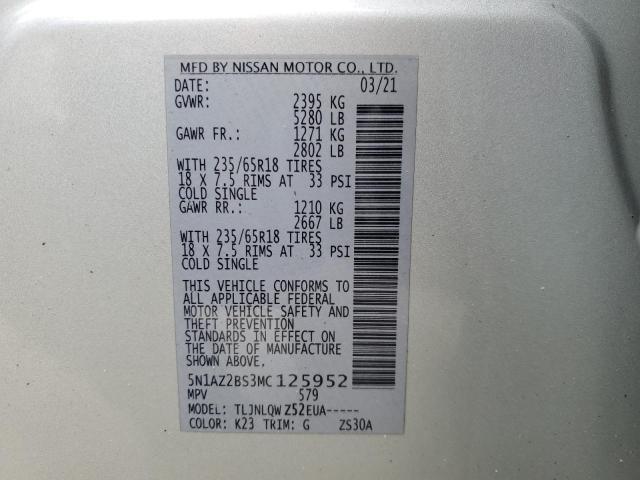 MFD BY NISSAN MOTOR CO., LTD.
DATE: 03/21
GVWR: 2395 KG
5280 LB
GAWR FR.: 1271 KG
2802 LB
WITH 235/65R18 TIRES
18 X 7.5 RIMS AT 33 PSI
COLD SINGLE
GAWR RR.: 1210 KG
2667 LB
WITH 235/65R18 TIRES
18 X 7.5 RIMS AT 33 PSI
COLD SINGLE
THIS VEHICLE CONFORMS TO
ALL APPLICABLE FEDERAL
MOTOR VEHICLE SAFETY AND
THEFT PREVENTION
STANDARDS IN EFFECT ON
THE DATE OF MANUFACTURE
SHOWN ABOVE.
5N1AZ2BS3MC125952
MPV 579
MODEL: TLJNLQW Z52EUA-----
COLOR: K23 TRIM: G ZS30A